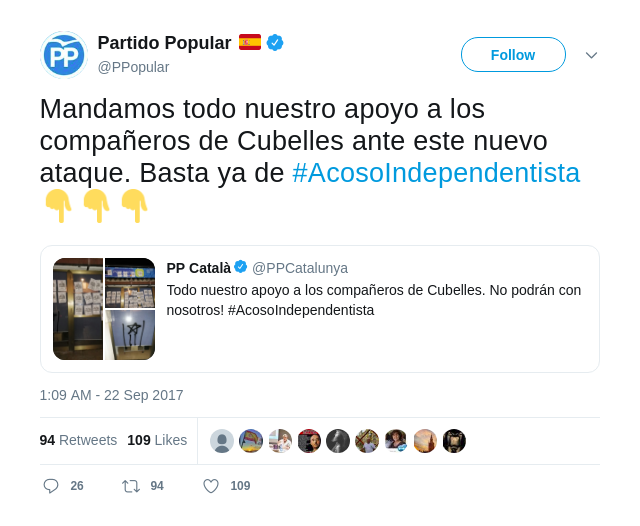 PP
Partido Popular
@PPopular
Follow
Mandamos todo nuestro apoyo a los
compañeros de Cubelles ante este nuevo
ataque. Basta ya de #AcosoIndependentista
👇👇👇
PP Català @PPCatalunya
Todo nuestro apoyo a los compañeros de Cubelles. No podrán con
nosotros! #AcosoIndependentista
1:09 AM - 22 Sep 2017
94 Retweets 109 Likes
26 94 109